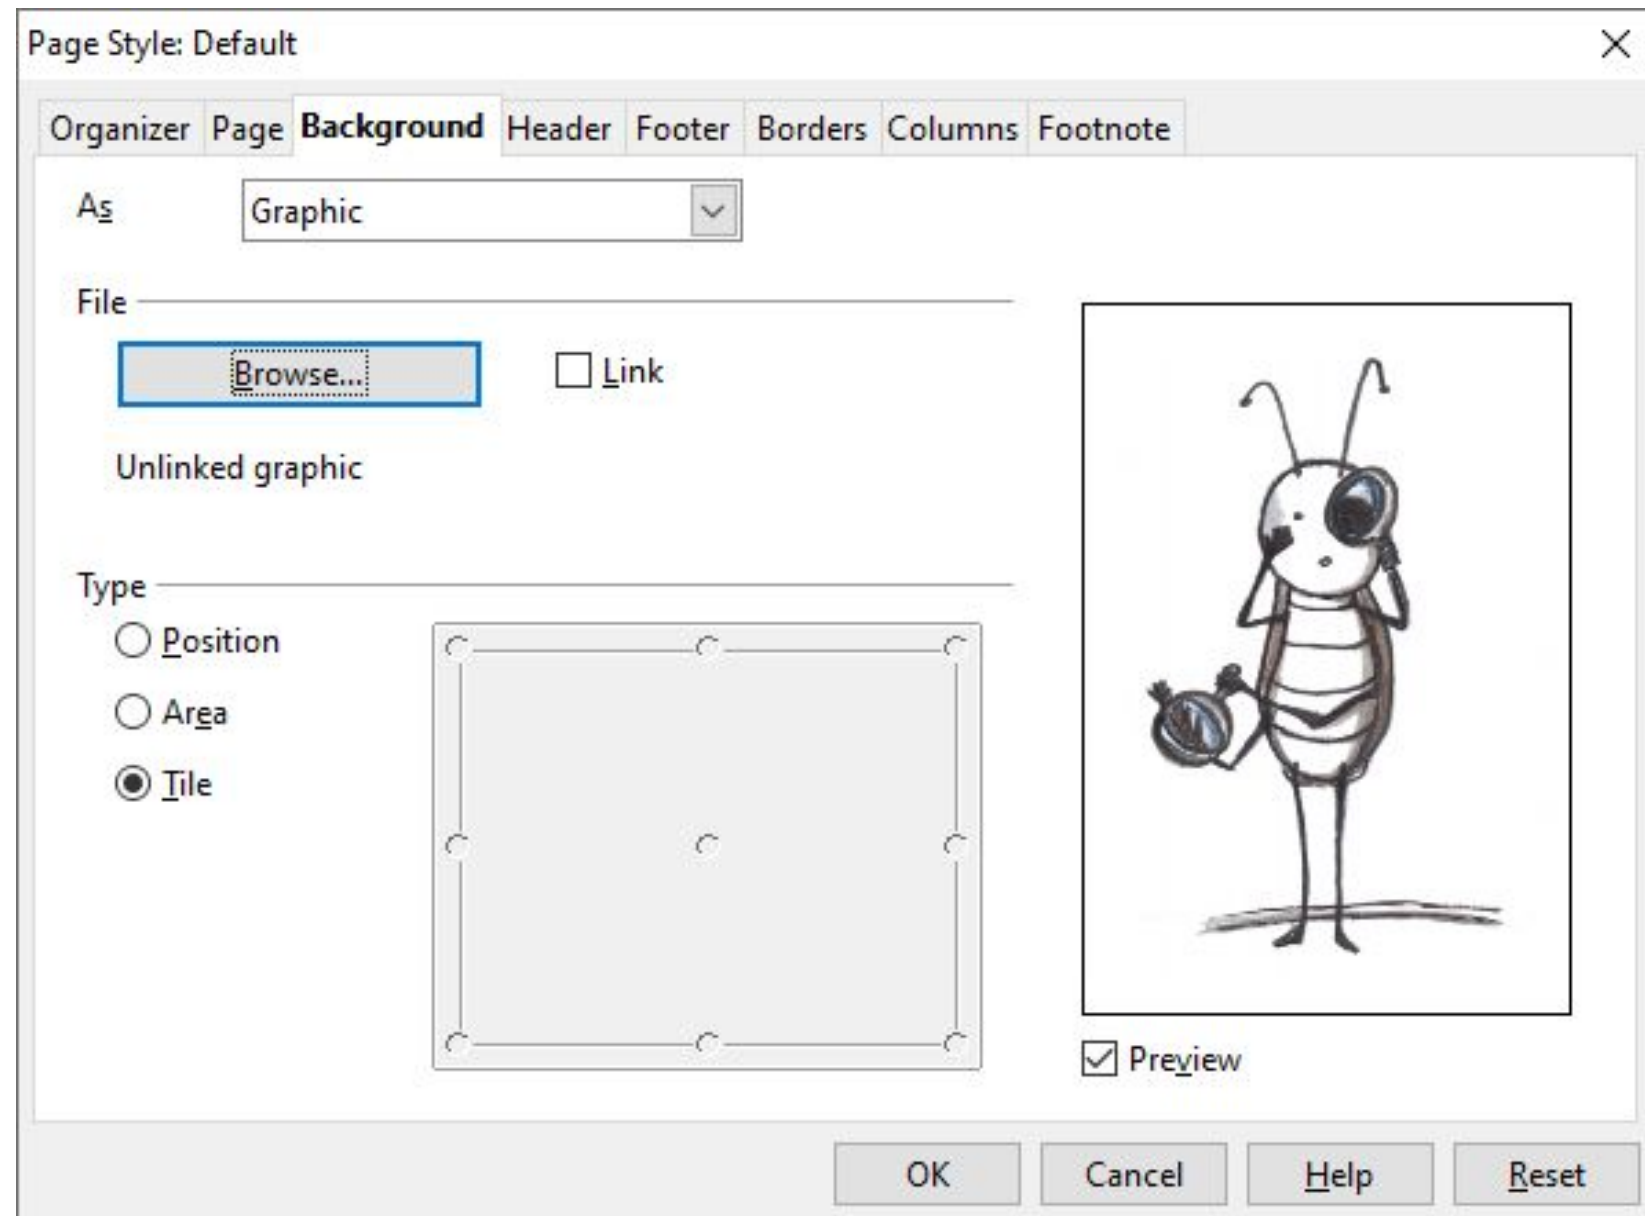 Page Style: Default
Organizer Page Background Header Footer Borders Columns Footnote
As Graphic
File
Browse... Link
Unlinked graphic
Type
Position
Area
Tile
Preview
OK Cancel Help Reset